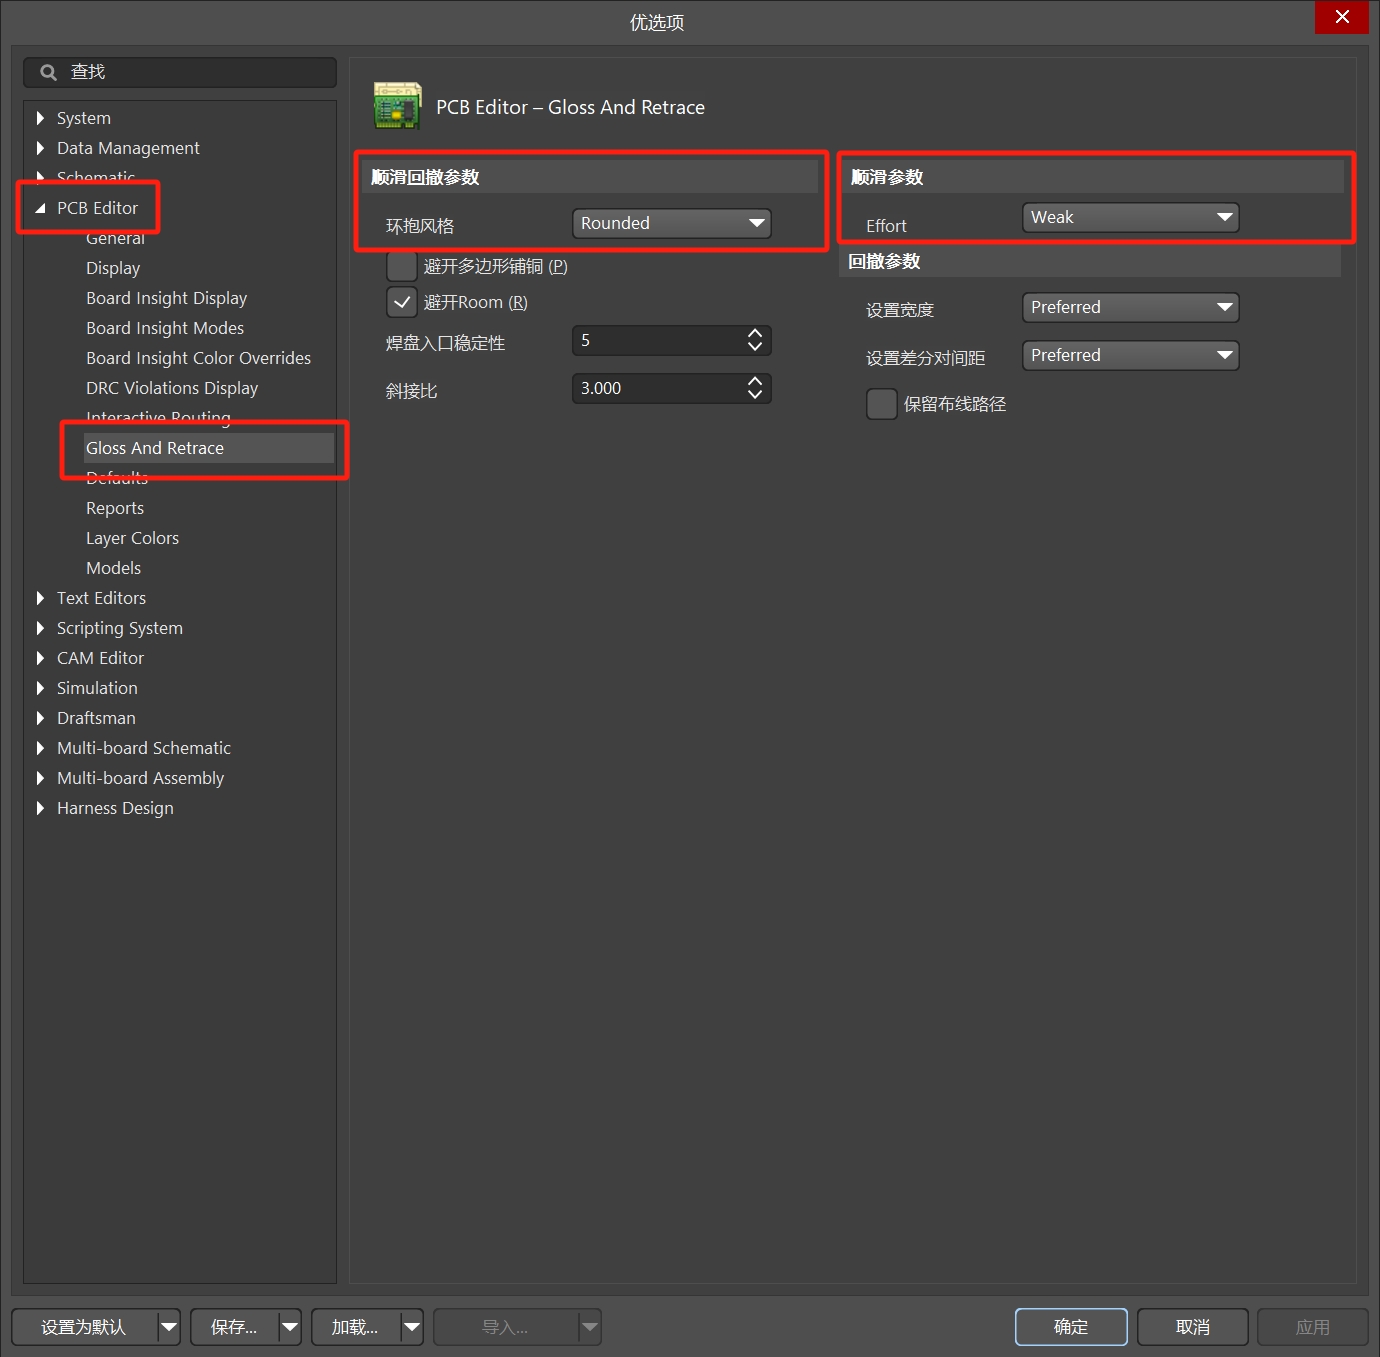 优选项
查找
System
Data Management
Schematic
PCB Editor
General
Display
Board Insight Display
Board Insight Modes
Board Insight Color Overrides
DRC Violations Display
Interactive Routing
Gloss And Retrace
Defaults
Reports
Layer Colors
Models
Text Editors
Scripting System
CAM Editor
Simulation
Draftsman
Multi-board Schematic
Multi-board Assembly
Harness Design
PCB Editor – Gloss And Retrace
顺滑回撤参数
环抱风格 Rounded
避开多边形铺铜 (P)
避开Room (R)
焊盘入口稳定性 5
斜接比 3.000
顺滑参数
Effort Weak
回撤参数
设置宽度 Preferred
设置差分对间距 Preferred
保留布线路径
设置为默认 保存... 加载... 导入... 确定 取消 应用